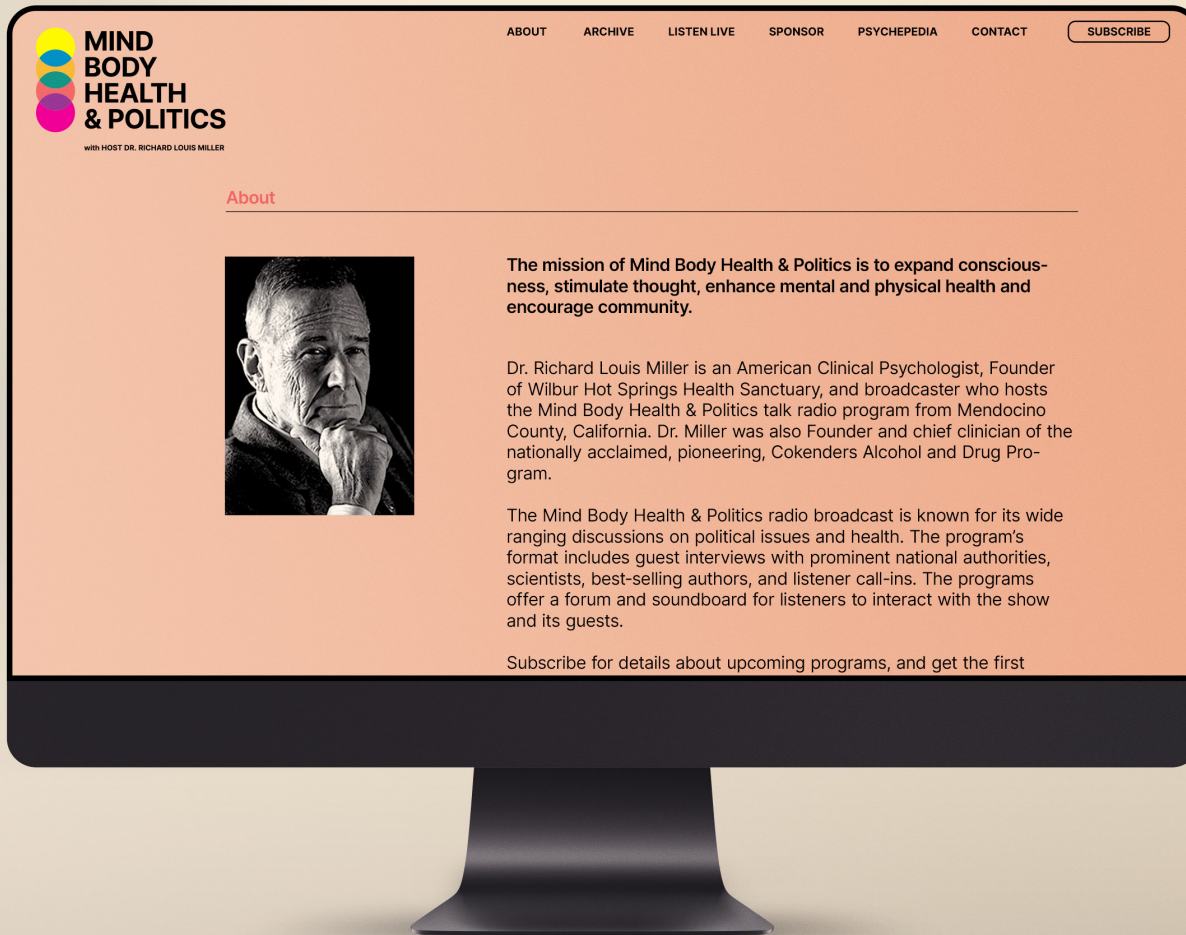 MIND
BODY
HEALTH
& POLITICS
with HOST DR. RICHARD LOUIS MILLER
ABOUT ARCHIVE LISTEN LIVE SPONSOR PSYCHEPEDIA CONTACT SUBSCRIBE
About
The mission of Mind Body Health & Politics is to expand conscious-
ness, stimulate thought, enhance mental and physical health and
encourage community.
Dr. Richard Louis Miller is an American Clinical Psychologist, Founder
of Wilbur Hot Springs Health Sanctuary, and broadcaster who hosts
the Mind Body Health & Politics talk radio program from Mendocino
County, California. Dr. Miller was also Founder and chief clinician of the
nationally acclaimed, pioneering, Cokenders Alcohol and Drug Pro-
gram.
The Mind Body Health & Politics radio broadcast is known for its wide
ranging discussions on political issues and health. The program’s
format includes guest interviews with prominent national authorities,
scientists, best-selling authors, and listener call-ins. The programs
offer a forum and soundboard for listeners to interact with the show
and its guests.
Subscribe for details about upcoming programs, and get the first